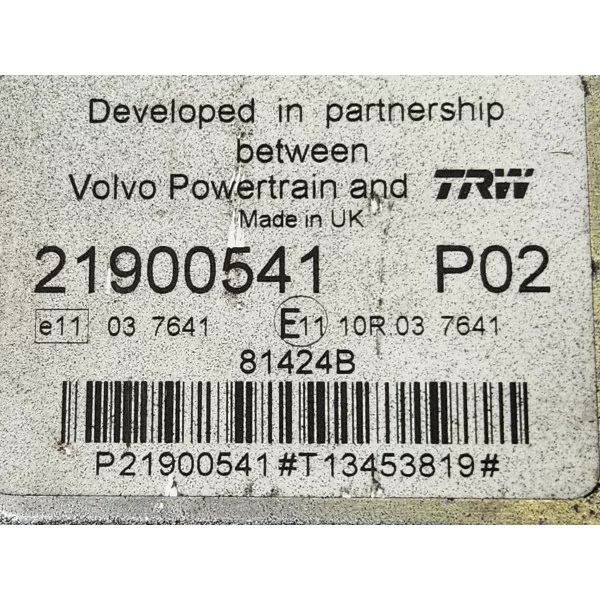 Developed in partnership
between
Volvo Powertrain and TRW
Made in UK
21900541 P02
e11 03 7641 E11 10R 03 7641
81424B
P21900541#T13453819#